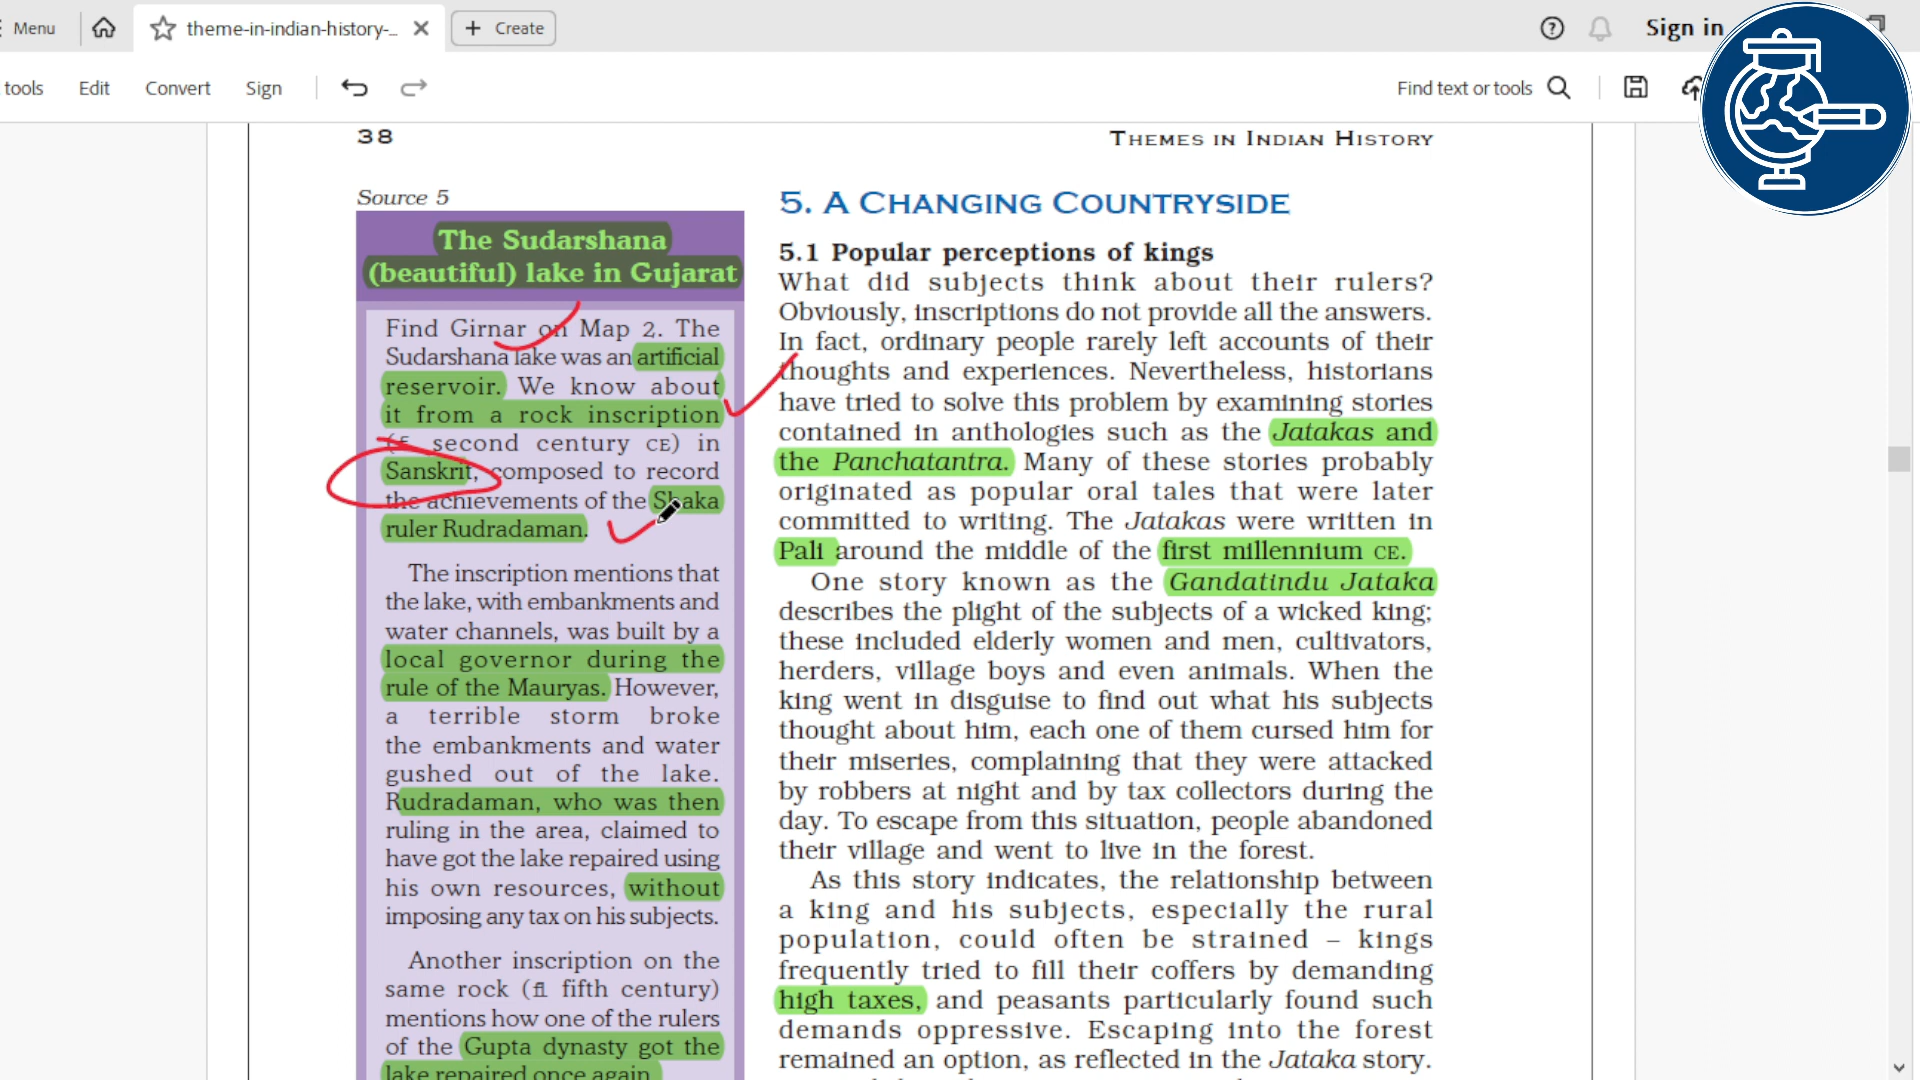 Menu
theme-in-indian-history-...
Create
Sign in
tools
Edit
Convert
Sign
Find text or tools
38
THEMES IN INDIAN HISTORY
Source 5
The Sudarshana
(beautiful) lake in Gujarat
Find Girnar on Map 2. The
Sudarshana lake was an artificial
reservoir. We know about
it from a rock inscription
(fl. second century CE) in
Sanskrit, composed to record
the achievements of the Shaka
ruler Rudradaman.
The inscription mentions that
the lake, with embankments and
water channels, was built by a
local governor during the
rule of the Mauryas. However,
a terrible storm broke
the embankments and water
gushed out of the lake.
Rudradaman, who was then
ruling in the area, claimed to
have got the lake repaired using
his own resources, without
imposing any tax on his subjects.
Another inscription on the
same rock (fl. fifth century)
mentions how one of the rulers
of the Gupta dynasty got the
lake repaired once again.
5. A CHANGING COUNTRYSIDE
5.1 Popular perceptions of kings
What did subjects think about their rulers?
Obviously, inscriptions do not provide all the answers.
In fact, ordinary people rarely left accounts of their
thoughts and experiences. Nevertheless, historians
have tried to solve this problem by examining stories
contained in anthologies such as the Jatakas and
the Panchatantra. Many of these stories probably
originated as popular oral tales that were later
committed to writing. The Jatakas were written in
Pali around the middle of the first millennium CE.
One story known as the Gandatindu Jataka
describes the plight of the subjects of a wicked king;
these included elderly women and men, cultivators,
herders, village boys and even animals. When the
king went in disguise to find out what his subjects
thought about him, each one of them cursed him for
their miseries, complaining that they were attacked
by robbers at night and by tax collectors during the
day. To escape from this situation, people abandoned
their village and went to live in the forest.
As this story indicates, the relationship between
a king and his subjects, especially the rural
population, could often be strained – kings
frequently tried to fill their coffers by demanding
high taxes, and peasants particularly found such
demands oppressive. Escaping into the forest
remained an option, as reflected in the Jataka story.